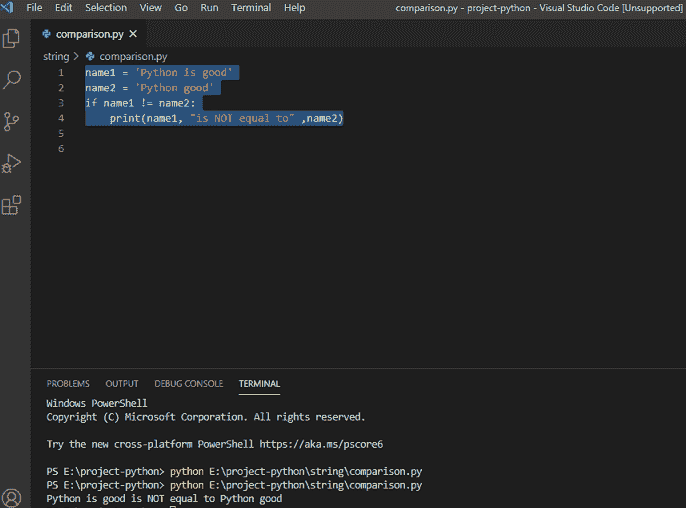 File Edit Selection View Go Run Terminal Help comparison.py - project-python - Visual Studio Code [Unsupported]
comparison.py
string > comparison.py
1 name1 = 'Python is good'
2 name2 = 'Python good'
3 if name1 != name2:
4     print(name1, "is NOT equal to" ,name2)
5
6
PROBLEMS OUTPUT DEBUG CONSOLE TERMINAL
Windows PowerShell
Copyright (C) Microsoft Corporation. All rights reserved.
Try the new cross-platform PowerShell https://aka.ms/pscore6
PS E:\project-python> python E:\project-python\string\comparison.py
PS E:\project-python> python E:\project-python\string\comparison.py
Python is good is NOT equal to Python good